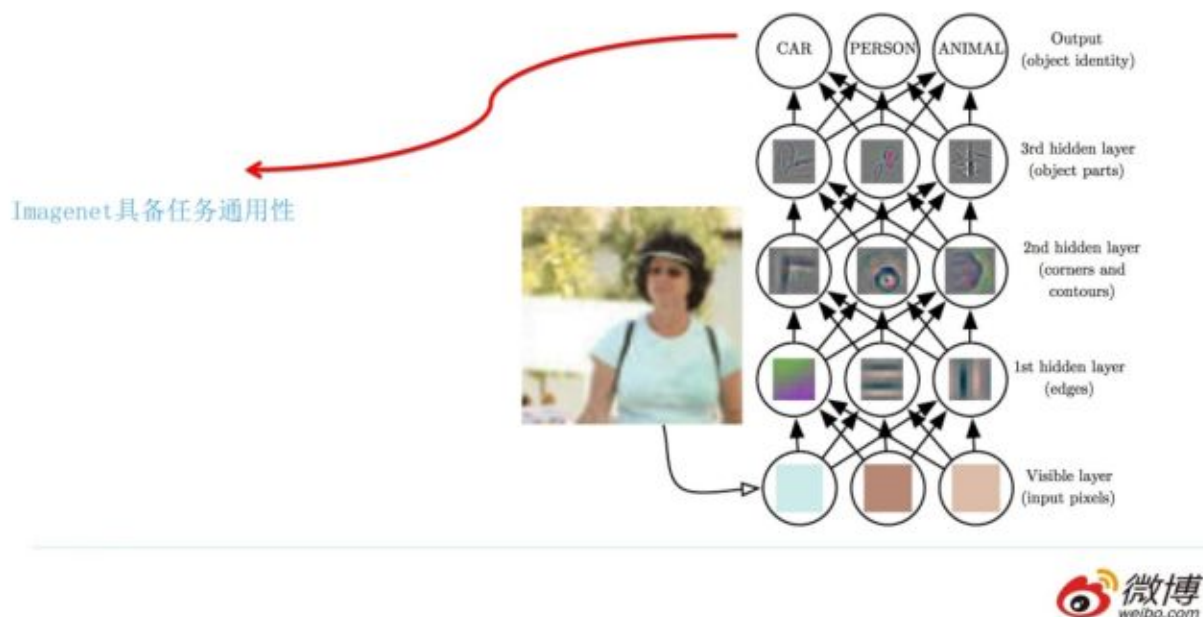 CAR PERSON ANIMAL
Output
(object identity)
3rd hidden layer
(object parts)
Imagenet具备任务通用性
2nd hidden layer
(corners and
contours)
1st hidden layer
(edges)
Visible layer
(input pixels)
微博
weibo.com